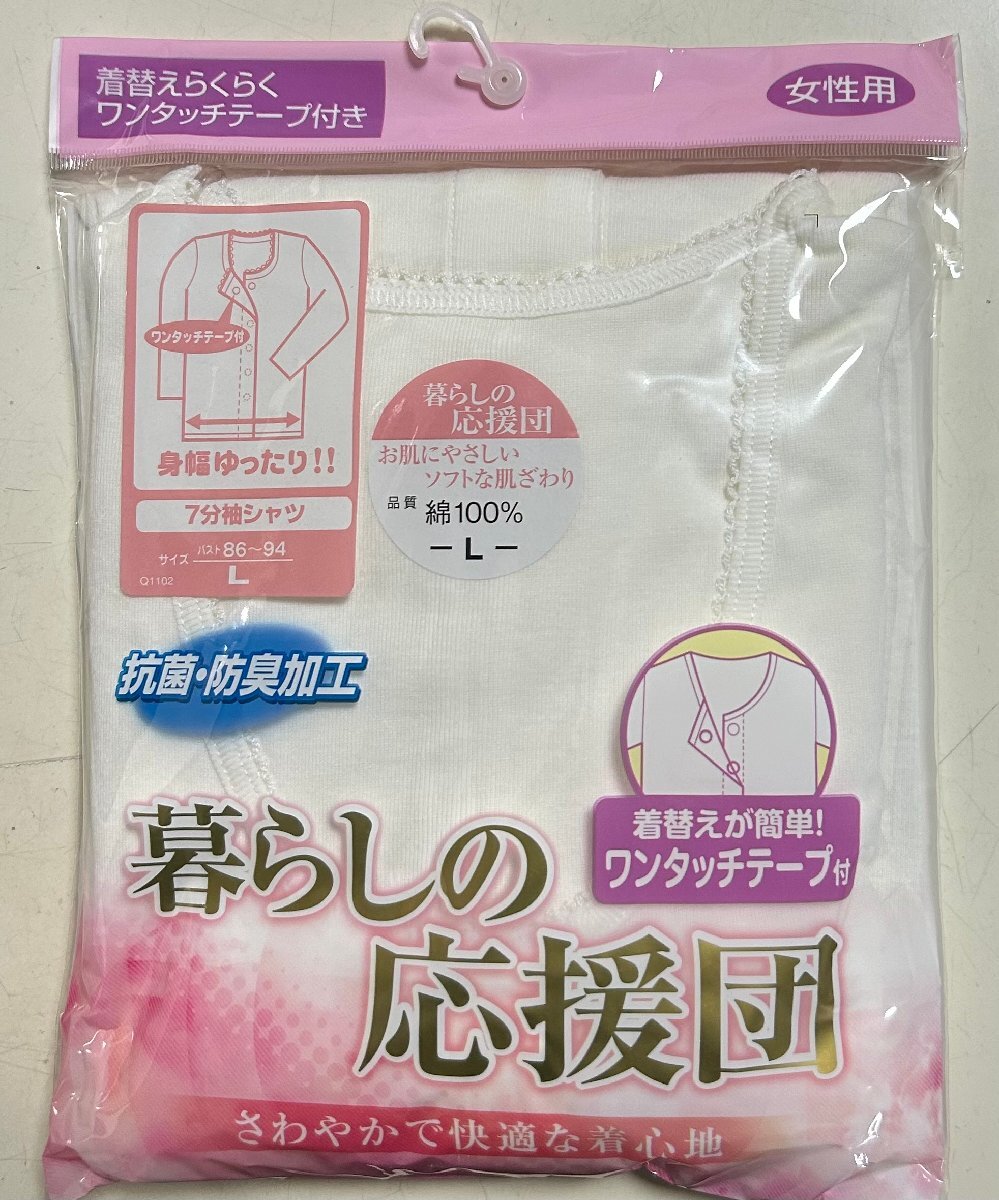 着替えらくらく
ワンタッチテープ付き
女性用
ワンタッチテープ付
身幅ゆったり!!
7分袖シャツ
サイズ バスト86〜94
L
Q1102
暮らしの
応援団
お肌にやさしい
ソフトな肌ざわり
品質 綿100%
-L-
抗菌・防臭加工
着替えが簡単!
ワンタッチテープ付
暮らしの
応援団
さわやかで快適な着心地